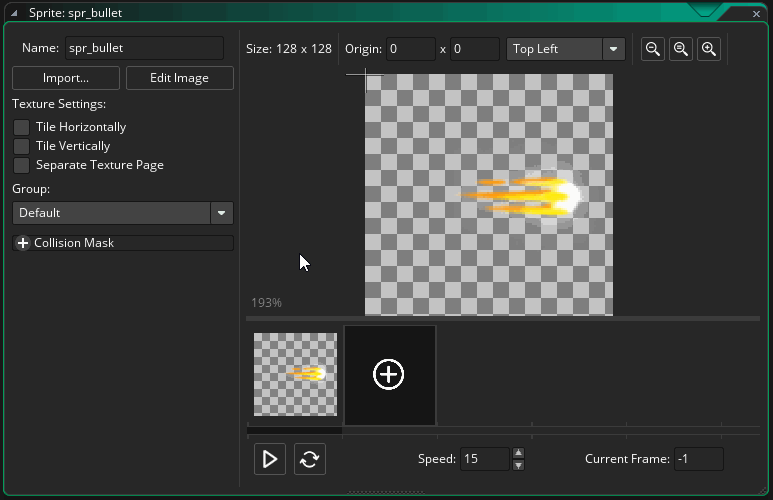 Sprite: spr_bullet
Name: spr_bullet
Import... Edit Image
Texture Settings:
Tile Horizontally
Tile Vertically
Separate Texture Page
Group:
Default
Collision Mask
Size: 128 x 128 Origin: 0 x 0 Top Left
193%
Speed: 15 Current Frame: -1